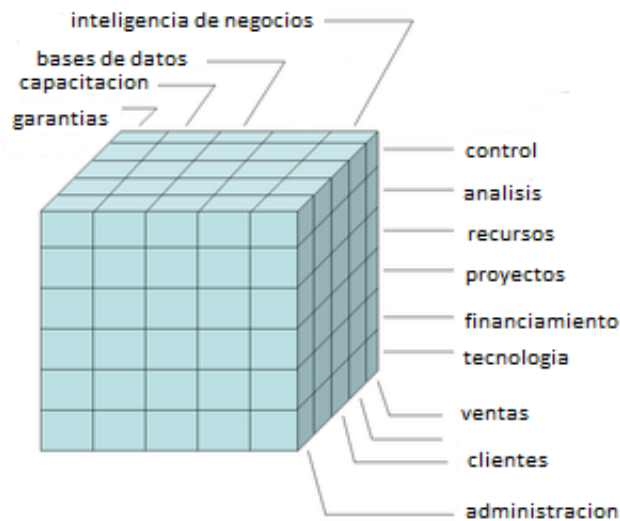 inteligencia de negocios
bases de datos
capacitacion
garantias
control
analisis
recursos
proyectos
financiamiento
tecnologia
ventas
clientes
administracion